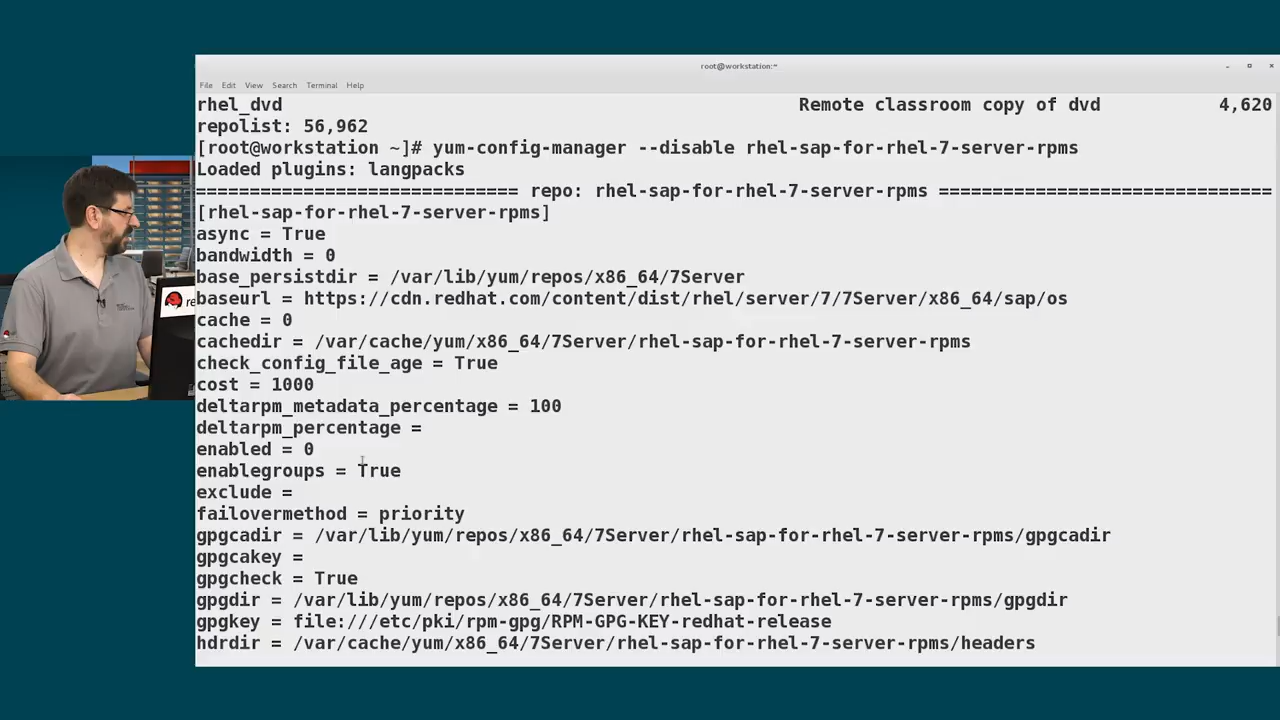 root@workstation:~
File Edit View Search Terminal Help
rhel_dvd Remote classroom copy of dvd 4,620
repolist: 56,962
[root@workstation ~]# yum-config-manager --disable rhel-sap-for-rhel-7-server-rpms
Loaded plugins: langpacks
============================== repo: rhel-sap-for-rhel-7-server-rpms ===============================
[rhel-sap-for-rhel-7-server-rpms]
async = True
bandwidth = 0
base_persistdir = /var/lib/yum/repos/x86_64/7Server
baseurl = https://cdn.redhat.com/content/dist/rhel/server/7/7Server/x86_64/sap/os
cache = 0
cachedir = /var/cache/yum/x86_64/7Server/rhel-sap-for-rhel-7-server-rpms
check_config_file_age = True
cost = 1000
deltarpm_metadata_percentage = 100
deltarpm_percentage =
enabled = 0
enablegroups = True
exclude =
failovermethod = priority
gpgcadir = /var/lib/yum/repos/x86_64/7Server/rhel-sap-for-rhel-7-server-rpms/gpgcadir
gpgcakey =
gpgcheck = True
gpgdir = /var/lib/yum/repos/x86_64/7Server/rhel-sap-for-rhel-7-server-rpms/gpgdir
gpgkey = file:///etc/pki/rpm-gpg/RPM-GPG-KEY-redhat-release
hdrdir = /var/cache/yum/x86_64/7Server/rhel-sap-for-rhel-7-server-rpms/headers